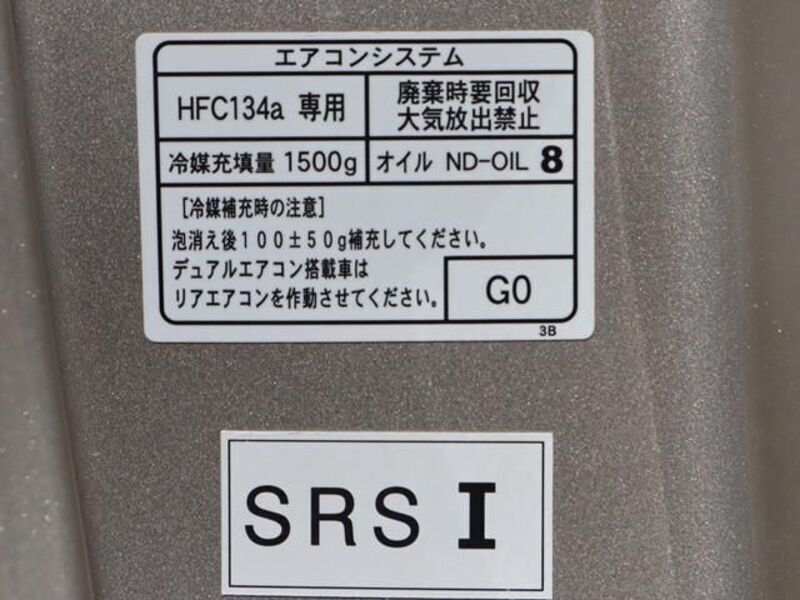 エアコンシステム
HFC134a 専用
廃棄時要回収
大気放出禁止
冷媒充填量 1500g
オイル ND-OIL 8
[冷媒補充時の注意]
泡消え後100±50g補充してください。
デュアルエアコン搭載車は
リアエアコンを作動させてください。
G0
3B
SRS I